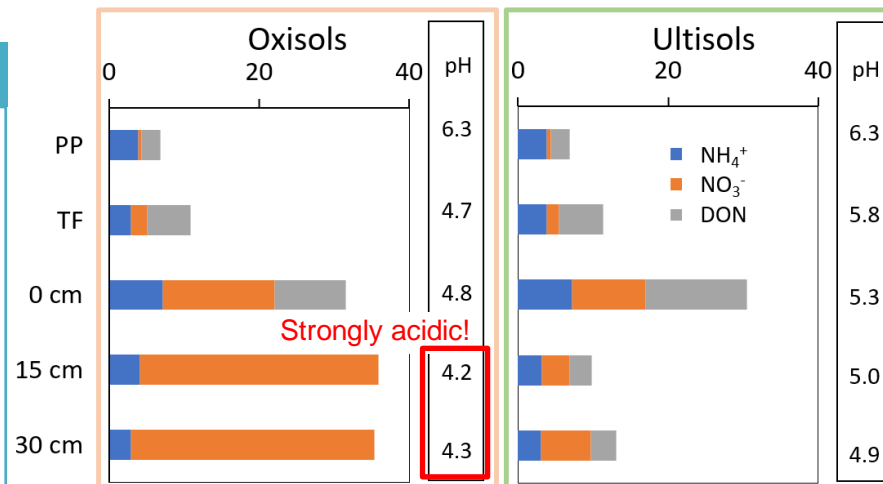 Oxisols
0 20 40
pH
PP 6.3
TF 4.7
0 cm 4.8
Strongly acidic!
15 cm 4.2
30 cm 4.3
Ultisols
0 20 40
pH
6.3
NH₄⁺
NO₃⁻
DON
5.8
5.3
5.0
4.9